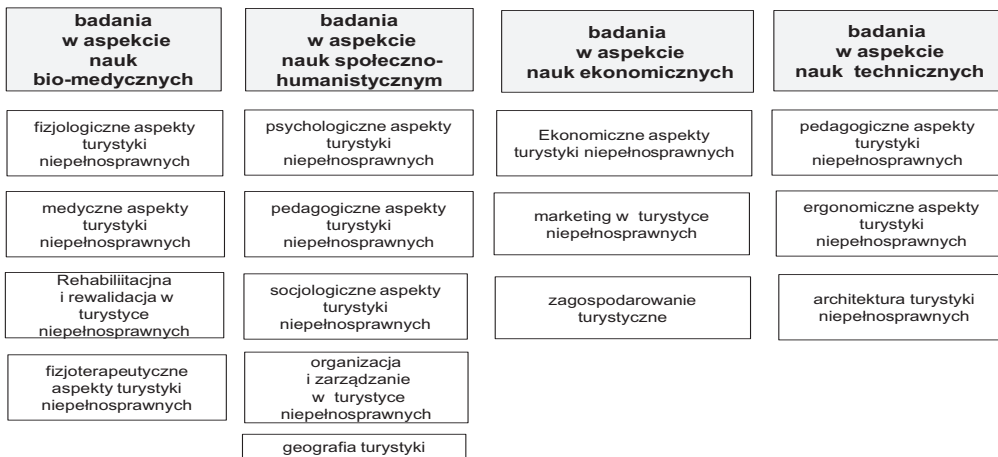 badania
w aspekcie
nauk
bio-medycznych
fizjologiczne aspekty
turystyki
niepełnosprawnych
medyczne aspekty
turystyki
niepełnosprawnych
Rehabiliitacjna
i rewalidacja w
turystyce
niepełnosprawnych
fizjoterapeutyczne
aspekty turystyki
niepełnosprawnych
badania
w aspekcie
nauk społeczno-
humanistycznym
psychologiczne aspekty
turystyki
niepełnosprawnych
pedagogiczne aspekty
turystyki
niepełnosprawnych
socjologiczne aspekty
turystyki
niepełnosprawnych
organizacja
i zarządzanie
w turystyce
niepełnosprawnych
geografia turystyki
badania
w aspekcie
nauk ekonomicznych
Ekonomiczne aspekty
turystyki niepełnosprawnych
marketing w turystyce
niepełnosprawnych
zagospodarowanie
turystyczne
badania
w aspekcie
nauk technicznych
pedagogiczne aspekty
turystyki
niepełnosprawnych
ergonomiczne aspekty
turystyki
niepełnosprawnych
architektura turystyki
niepełnosprawnych